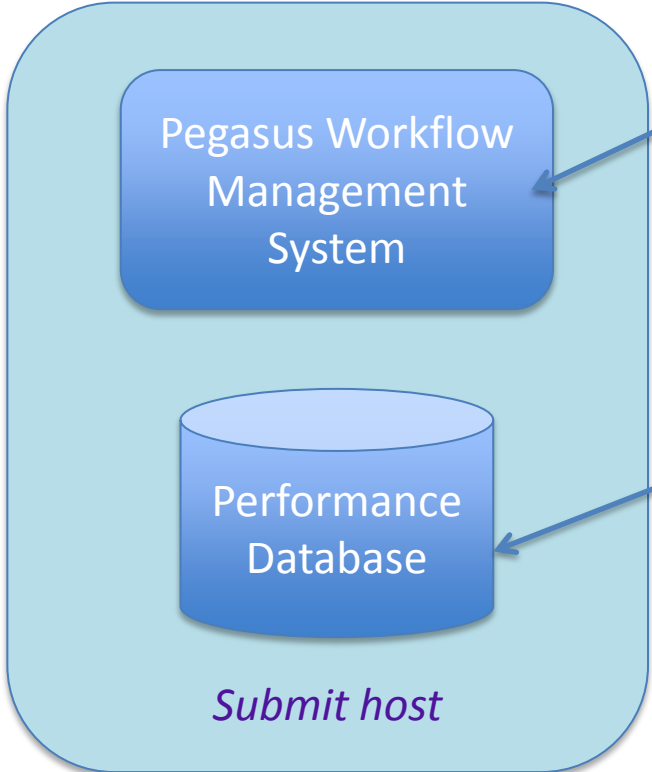 Pegasus Workflow
Management
System
Performance
Database
Submit host